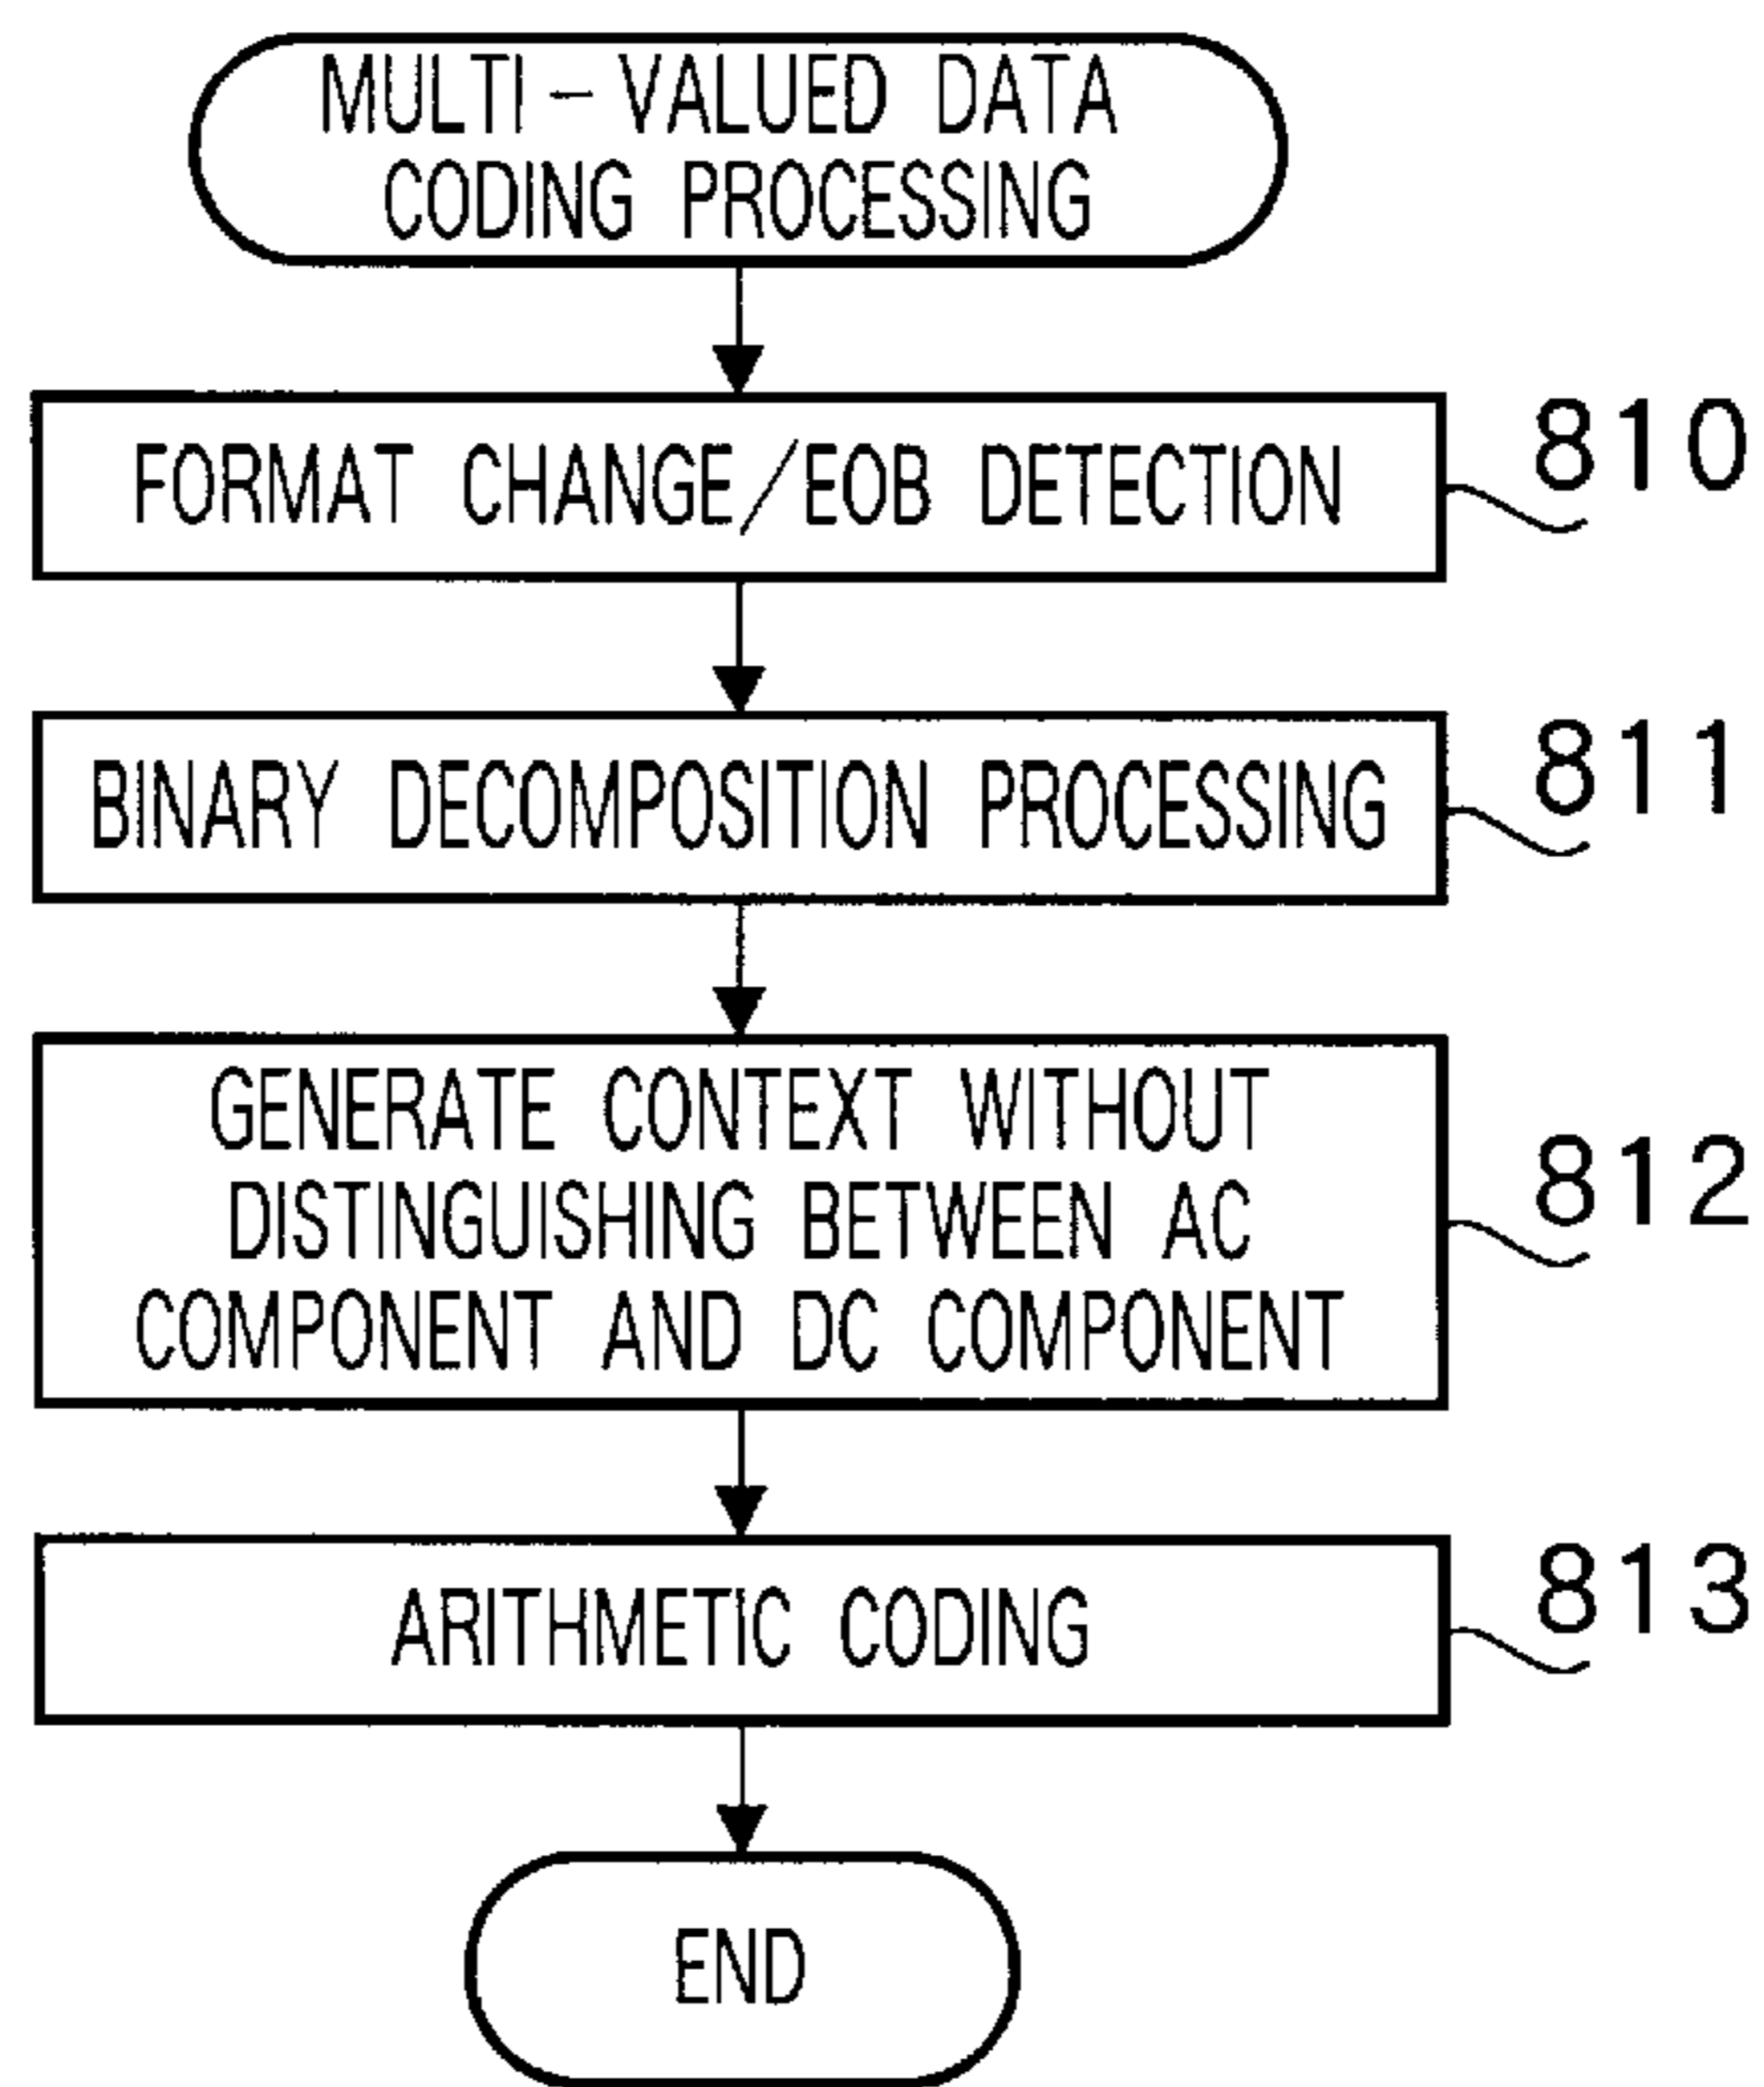 MULTI-VALUED DATA
CODING PROCESSING
FORMAT CHANGE/EOB DETECTION
810
BINARY DECOMPOSITION PROCESSING
811
GENERATE CONTEXT WITHOUT
DISTINGUISHING BETWEEN AC
COMPONENT AND DC COMPONENT
812
ARITHMETIC CODING
813
END